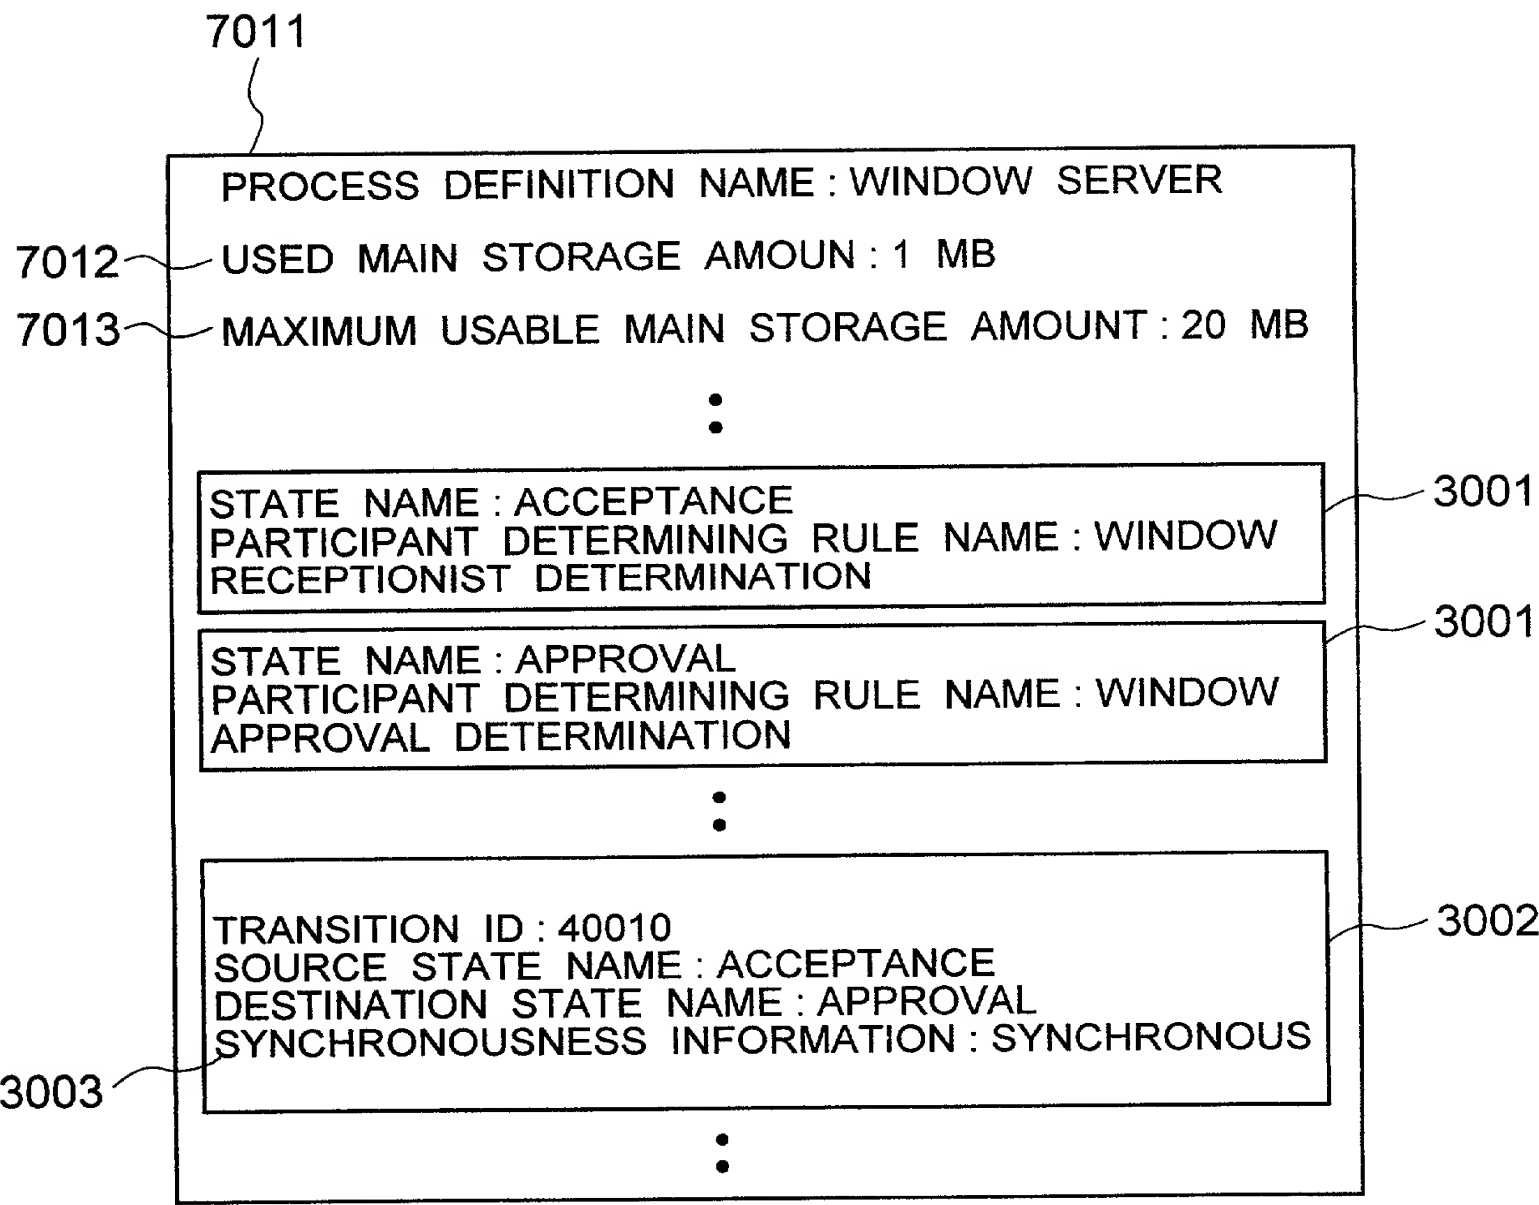 7011
PROCESS DEFINITION NAME : WINDOW SERVER
7012 USED MAIN STORAGE AMOUN : 1 MB
7013 MAXIMUM USABLE MAIN STORAGE AMOUNT : 20 MB
STATE NAME : ACCEPTANCE
3001
PARTICIPANT DETERMINING RULE NAME : WINDOW
RECEPTIONIST DETERMINATION
3001
STATE NAME : APPROVAL
PARTICIPANT DETERMINING RULE NAME : WINDOW
APPROVAL DETERMINATION
TRANSITION ID : 40010
3002
SOURCE STATE NAME : ACCEPTANCE
DESTINATION STATE NAME : APPROVAL
SYNCHRONOUSNESS INFORMATION : SYNCHRONOUS
3003